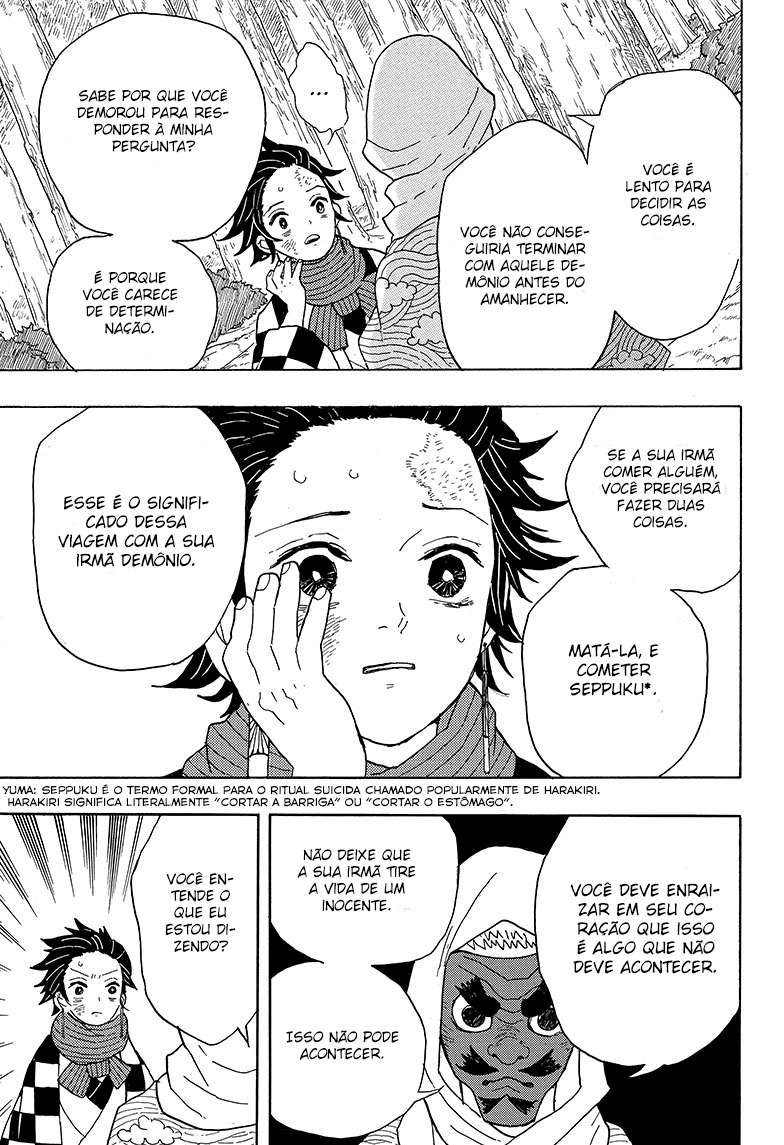 VOCÊ É
LENTO PARA
DECIDIR AS
COISAS.
VOCÊ NÃO CONSE-
GUIRIA TERMINAR
COM AQUELE DE-
MÔNIO ANTES DO
AMANHECER.
...
SABE POR QUE VOCÊ
DEMOROU PARA RES-
PONDER À MINHA
PERGUNTA?
É PORQUE
VOCÊ CARECE
DE DETERMI-
NAÇÃO.
SE A SUA IRMÃ
COMER ALGUÉM,
VOCÊ PRECISARÁ
FAZER DUAS
COISAS.
MATÁ-LA, E
COMETER
SEPPUKU*.
ESSE É O SIGNIFI-
CADO DESSA
VIAGEM COM A SUA
IRMÃ DEMÔNIO.
YUMA: SEPPUKU É O TERMO FORMAL PARA O RITUAL SUICIDA CHAMADO POPULARMENTE DE HARAKIRI.
HARAKIRI SIGNIFICA LITERALMENTE "CORTAR A BARRIGA" OU "CORTAR O ESTÔMAGO".
VOCÊ DEVE ENRAI-
ZAR EM SEU CO-
RAÇÃO QUE ISSO
É ALGO QUE NÃO
DEVE ACONTECER.
NÃO DEIXE QUE
A SUA IRMÃ TIRE
A VIDA DE UM
INOCENTE.
ISSO NÃO PODE
ACONTECER.
VOCÊ EN-
TENDE O
QUE EU
ESTOU DI-
ZENDO?